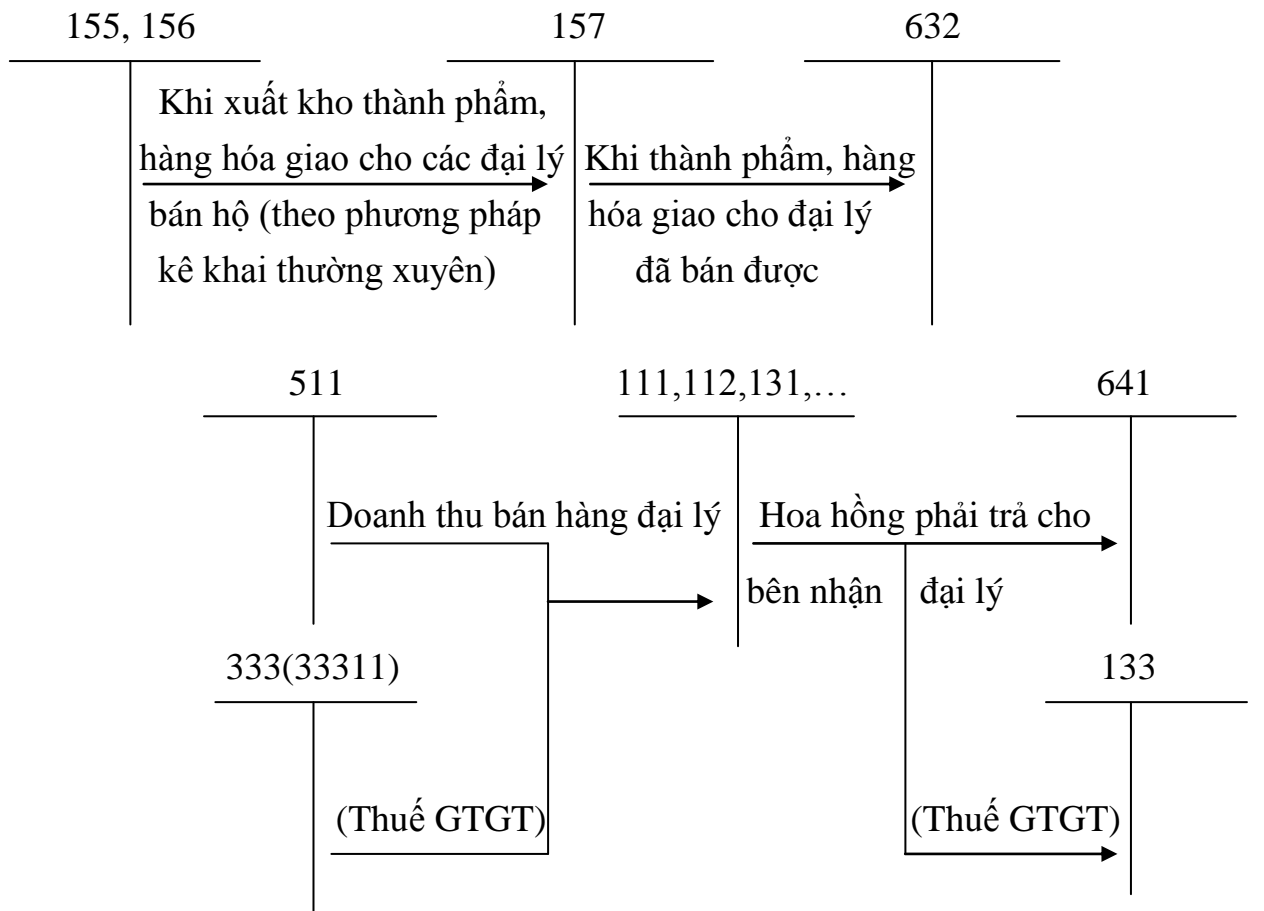 155, 156
157
632
Khi xuất kho thành phẩm,
hàng hóa giao cho các đại lý
bán hộ (theo phương pháp
kê khai thường xuyên)
Khi thành phẩm, hàng
hóa giao cho đại lý
đã bán được
511
111,112,131,…
641
Doanh thu bán hàng đại lý
Hoa hồng phải trả cho
bên nhận đại lý
333(33311)
133
(Thuế GTGT)
(Thuế GTGT)